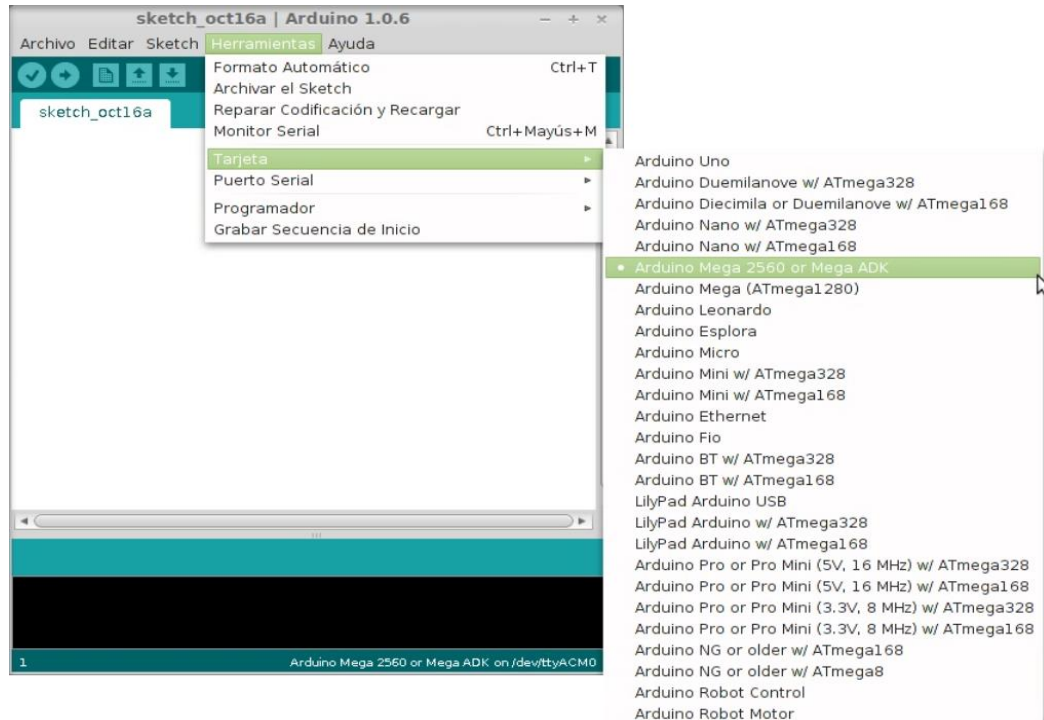 sketch_oct16a | Arduino 1.0.6
Archivo Editar Sketch Herramientas Ayuda
sketch_oct16a
Formato Automático Ctrl+T
Archivar el Sketch
Reparar Codificación y Recargar
Monitor Serial Ctrl+Mayús+M
Tarjeta
Puerto Serial
Programador
Grabar Secuencia de Inicio
Arduino Uno
Arduino Duemilanove w/ ATmega328
Arduino Diecimila or Duemilanove w/ ATmega168
Arduino Nano w/ ATmega328
Arduino Nano w/ ATmega168
Arduino Mega 2560 or Mega ADK
Arduino Mega (ATmega1280)
Arduino Leonardo
Arduino Esplora
Arduino Micro
Arduino Mini w/ ATmega328
Arduino Mini w/ ATmega168
Arduino Ethernet
Arduino Fio
Arduino BT w/ ATmega328
Arduino BT w/ ATmega168
LilyPad Arduino USB
LilyPad Arduino w/ ATmega328
LilyPad Arduino w/ ATmega168
Arduino Pro or Pro Mini (5V, 16 MHz) w/ ATmega328
Arduino Pro or Pro Mini (5V, 16 MHz) w/ ATmega168
Arduino Pro or Pro Mini (3.3V, 8 MHz) w/ ATmega328
Arduino Pro or Pro Mini (3.3V, 8 MHz) w/ ATmega168
Arduino NG or older w/ ATmega168
Arduino NG or older w/ ATmega8
Arduino Robot Control
Arduino Robot Motor
1 Arduino Mega 2560 or Mega ADK on /dev/ttyACM0